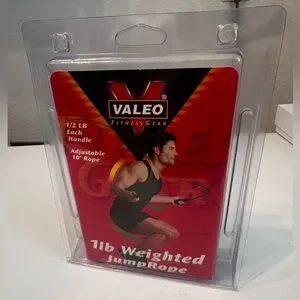 VALEO®
FITNESS GEAR
1/2 LB
Each
Handle
Adjustable
10" Rope
1lb Weighted
JumpRope